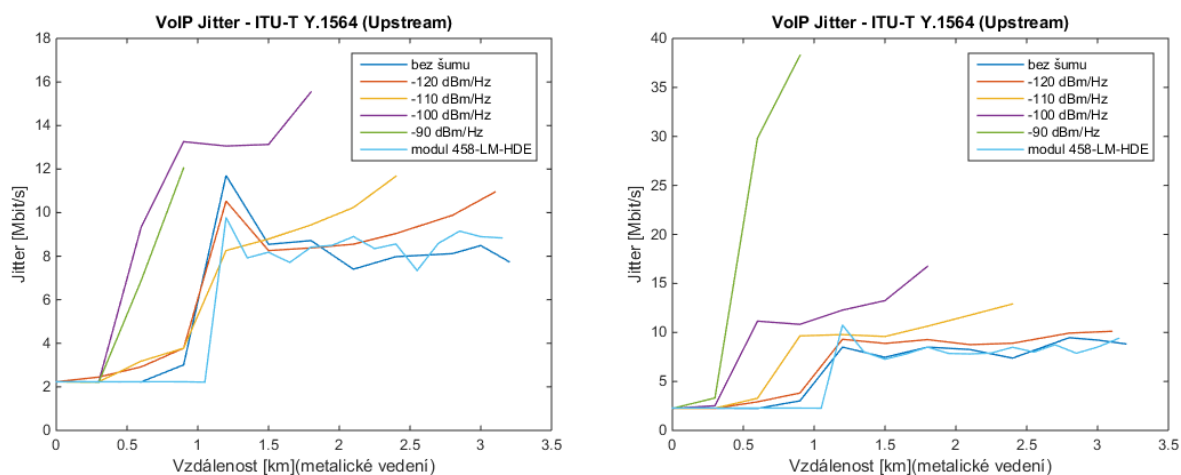 VoIP Jitter - ITU-T Y.1564 (Upstream)
18
16
14
12
10
8
6
4
2
0
Jitter [Mbit/s]
bez šumu
-120 dBm/Hz
-110 dBm/Hz
-100 dBm/Hz
-90 dBm/Hz
modul 458-LM-HDE
0 0.5 1 1.5 2 2.5 3 3.5
Vzdálenost [km](metalické vedení)
VoIP Jitter - ITU-T Y.1564 (Upstream)
40
35
30
25
20
15
10
5
0
Jitter [Mbit/s]
bez šumu
-120 dBm/Hz
-110 dBm/Hz
-100 dBm/Hz
-90 dBm/Hz
modul 458-LM-HDE
0 0.5 1 1.5 2 2.5 3 3.5
Vzdálenost [km](metalické vedení)